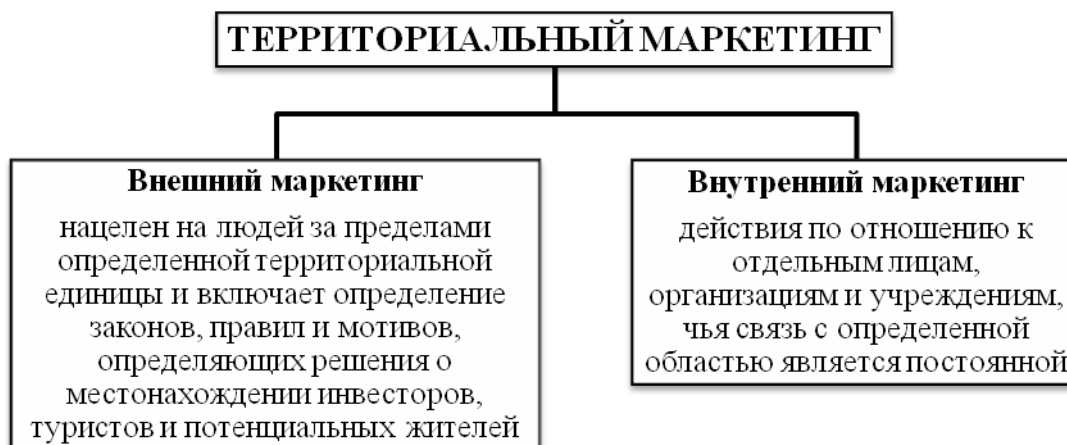 ТЕРРИТОРИАЛЬНЫЙ МАРКЕТИНГ
Внешний маркетинг
нацелен на людей за пределами
определенной территориальной
единицы и включает определение
законов, правил и мотивов,
определяющих решения о
местонахождении инвесторов,
туристов и потенциальных жителей
Внутренний маркетинг
действия по отношению к
отдельным лицам,
организациям и учреждениям,
чья связь с определенной
областью является постоянной